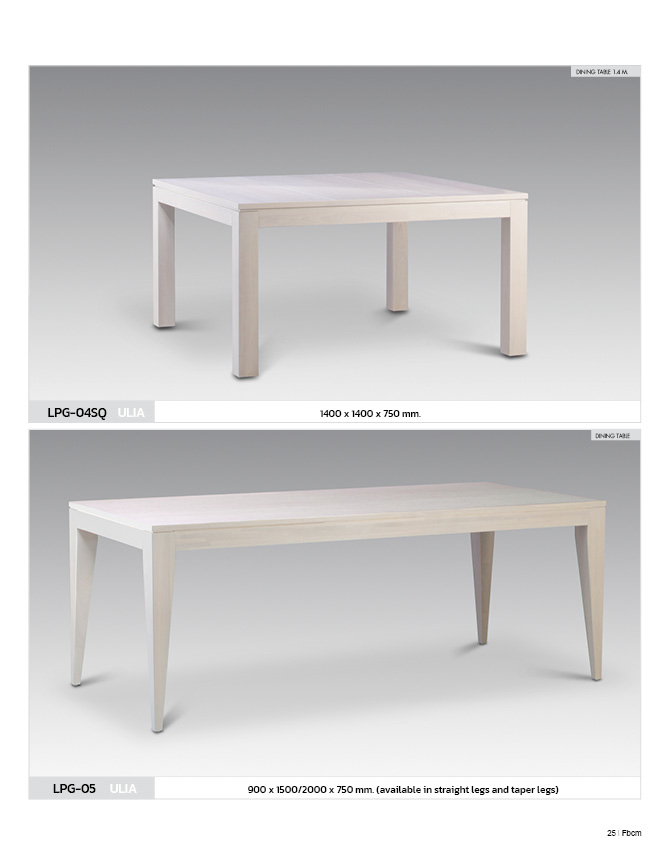 DINING TABLE 1.4 M.
LPG-04SQ ULIA 1400 x 1400 x 750 mm.
DINING TABLE
LPG-05 ULIA 900 x 1500/2000 x 750 mm. (available in straight legs and taper legs)
25 | Fbcm